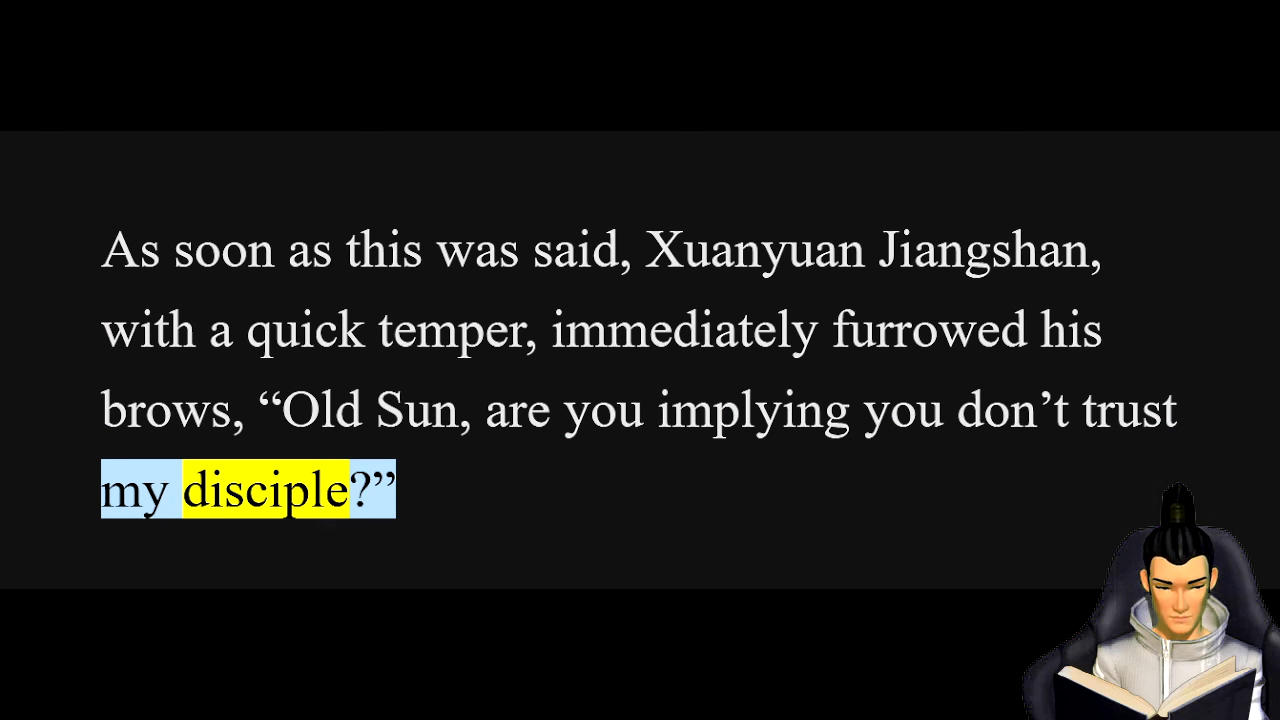 As soon as this was said, Xuanyuan Jiangshan,
with a quick temper, immediately furrowed his
brows, “Old Sun, are you implying you don’t trust
my disciple?”